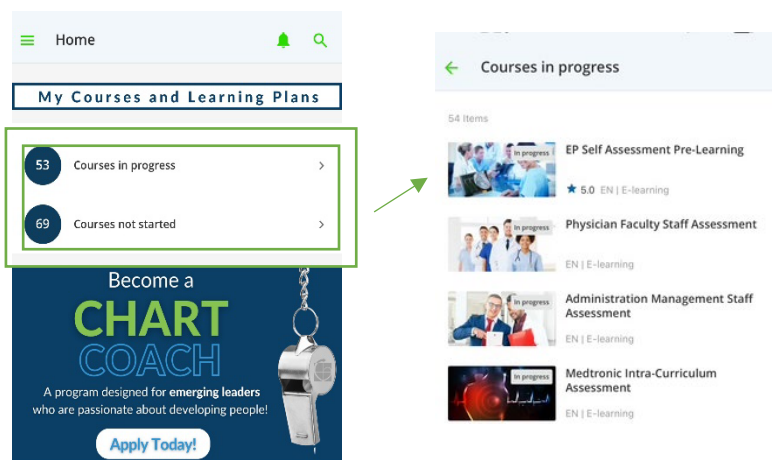 Home
My Courses and Learning Plans
53 Courses in progress
69 Courses not started
Become a
CHART
COACH
A program designed for emerging leaders
who are passionate about developing people!
Apply Today!
Courses in progress
54 Items
In progress
EP Self Assessment Pre-Learning
5.0 EN | E-learning
In progress
Physician Faculty Staff Assessment
EN | E-learning
In progress
Administration Management Staff
Assessment
EN | E-learning
In progress
Medtronic Intra-Curriculum
Assessment
EN | E-learning